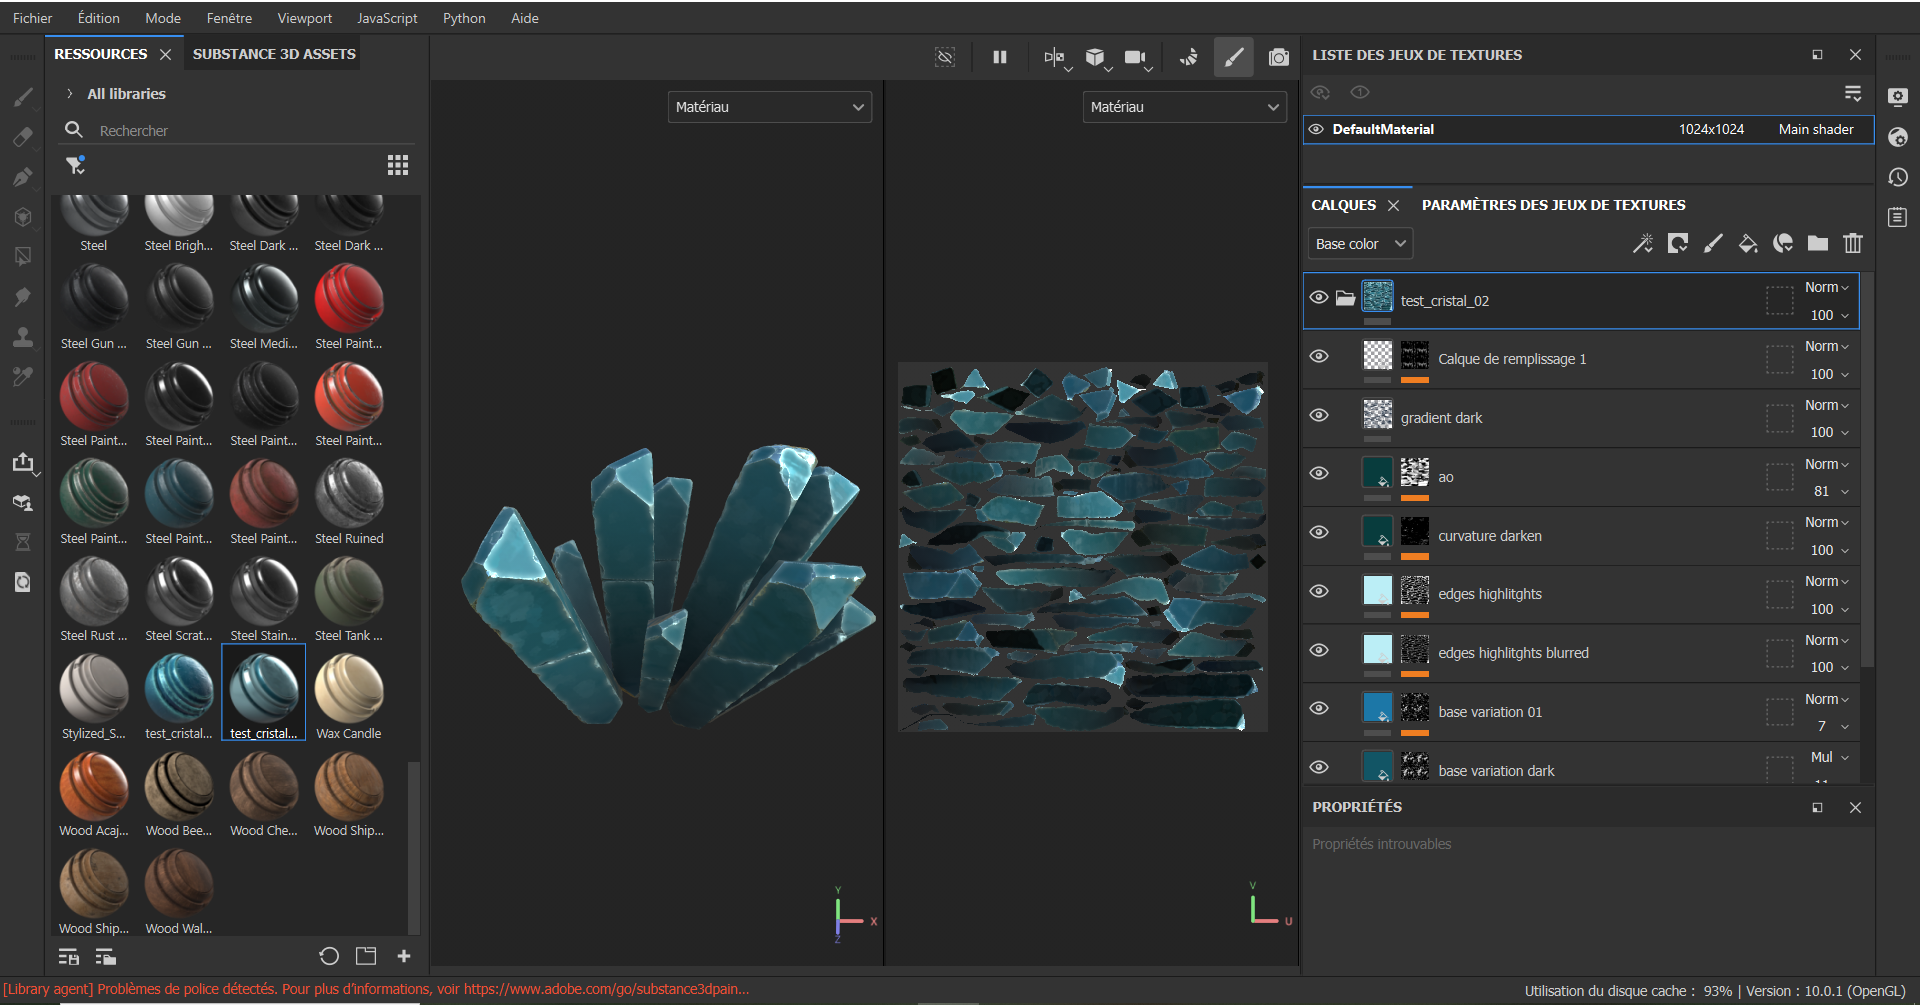 Fichier Édition Mode Fenêtre Viewport JavaScript Python Aide
RESSOURCES SUBSTANCE 3D ASSETS
All libraries
Rechercher
Steel Steel Brigh... Steel Dark ... Steel Dark ...
Steel Gun ... Steel Gun ... Steel Medi... Steel Paint...
Steel Paint... Steel Paint... Steel Paint... Steel Paint...
Steel Paint... Steel Paint... Steel Paint... Steel Ruined
Steel Rust ... Steel Scrat... Steel Stain... Steel Tank ...
Stylized_S... test_cristal... test_cristal... Wax Candle
Wood Acaj... Wood Bee... Wood Che... Wood Ship...
Wood Ship... Wood Wal...
Matériau
Y
X
Z
Matériau
V
U
LISTE DES JEUX DE TEXTURES
DefaultMaterial 1024x1024 Main shader
CALQUES PARAMÈTRES DES JEUX DE TEXTURES
Base color
test_cristal_02 Norm
100
Calque de remplissage 1 Norm
100
gradient dark Norm
100
ao Norm
81
curvature darken Norm
100
edges highlitghts Norm
100
edges highlitghts blurred Norm
100
base variation 01 Norm
7
base variation dark Mul
PROPRIÉTÉS
Propriétés introuvables
[Library agent] Problèmes de police détectés. Pour plus d'informations, voir https://www.adobe.com/go/substance3dpain...
Utilisation du disque cache : 93% | Version : 10.0.1 (OpenGL)